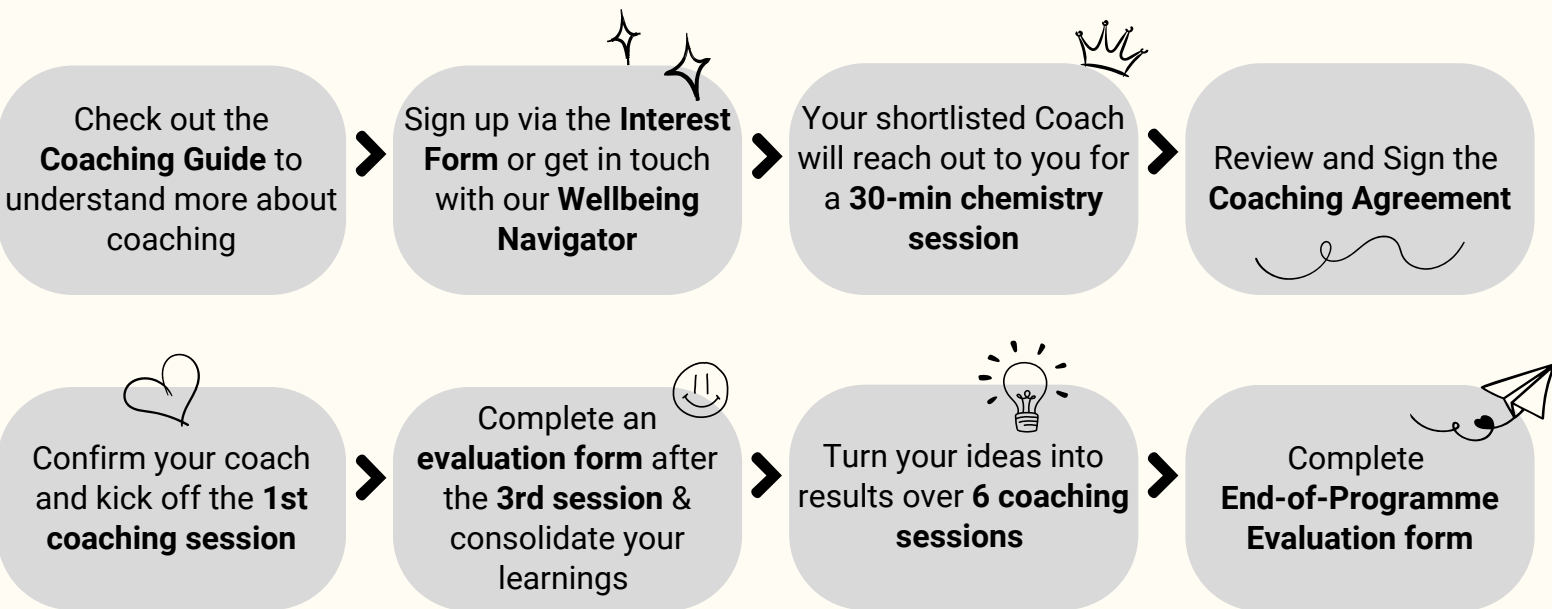 Check out the
Coaching Guide to
understand more about
coaching
Sign up via the Interest
Form or get in touch
with our Wellbeing
Navigator
Your shortlisted Coach
will reach out to you for
a 30-min chemistry
session
Review and Sign the
Coaching Agreement
Confirm your coach
and kick off the 1st
coaching session
Complete an
evaluation form after
the 3rd session &
consolidate your
learnings
Turn your ideas into
results over 6 coaching
sessions
Complete
End-of-Programme
Evaluation form